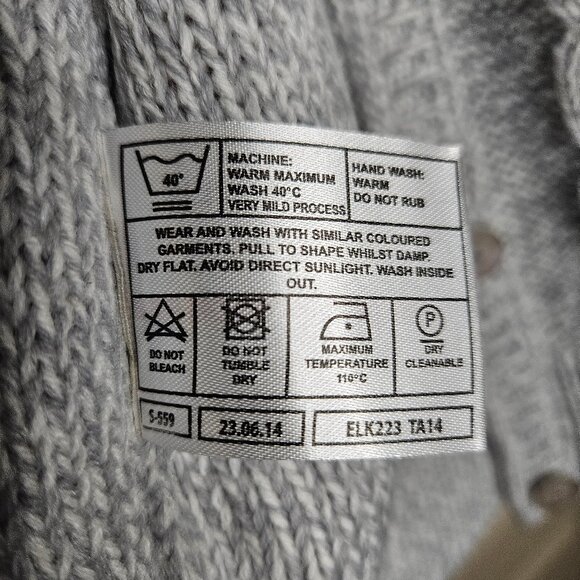 40°
MACHINE:
WARM MAXIMUM
WASH 40°C
VERY MILD PROCESS
HAND WASH:
WARM
DO NOT RUB
WEAR AND WASH WITH SIMILAR COLOURED
GARMENTS. PULL TO SHAPE WHILST DAMP.
DRY FLAT. AVOID DIRECT SUNLIGHT. WASH INSIDE
OUT.
DO NOT
BLEACH
DO NOT
TUMBLE
DRY
MAXIMUM
TEMPERATURE
110°C
P
DRY
CLEANABLE
S-559
23.06.14
ELK223 TA14